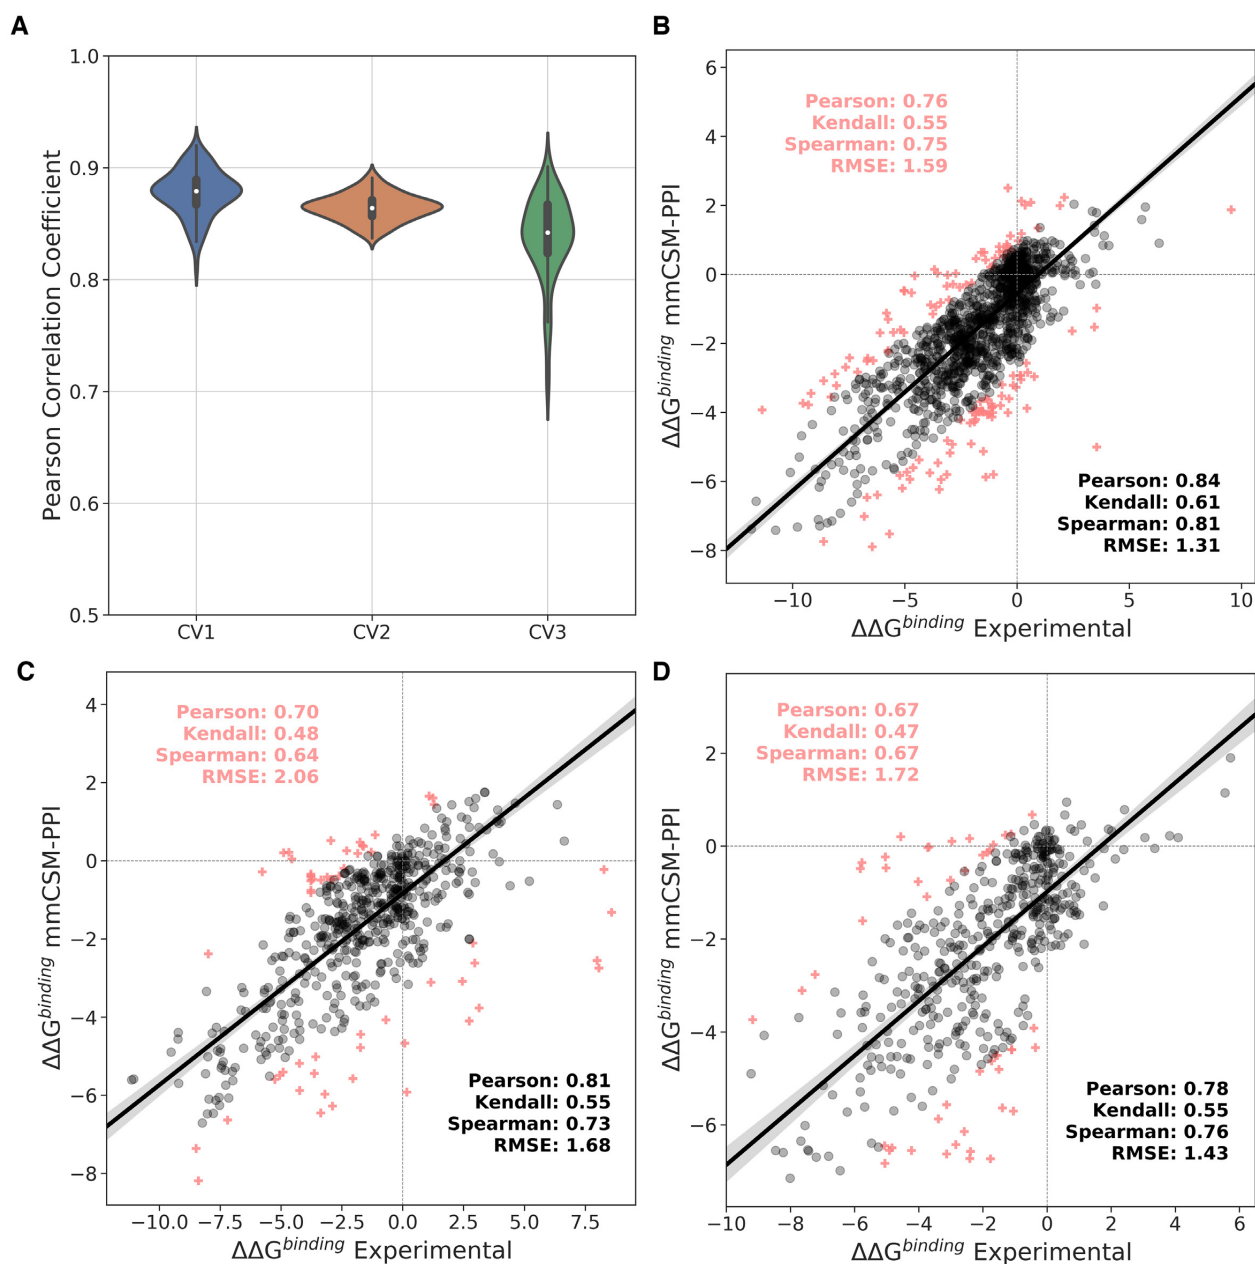 A
1.0
0.9
0.8
0.7
0.6
0.5
Pearson Correlation Coefficient
CV1
CV2
CV3
B
6
4
2
0
−2
−4
−6
−8
ΔΔG^binding mmCSM-PPI
Pearson: 0.76
Kendall: 0.55
Spearman: 0.75
RMSE: 1.59
Pearson: 0.84
Kendall: 0.61
Spearman: 0.81
RMSE: 1.31
−10
−5
0
5
10
ΔΔG^binding Experimental
C
4
2
0
−2
−4
−6
−8
ΔΔG^binding mmCSM-PPI
Pearson: 0.70
Kendall: 0.48
Spearman: 0.64
RMSE: 2.06
Pearson: 0.81
Kendall: 0.55
Spearman: 0.73
RMSE: 1.68
−10.0
−7.5
−5.0
−2.5
0.0
2.5
5.0
7.5
ΔΔG^binding Experimental
D
2
0
−2
−4
−6
ΔΔG^binding mmCSM-PPI
Pearson: 0.67
Kendall: 0.47
Spearman: 0.67
RMSE: 1.72
Pearson: 0.78
Kendall: 0.55
Spearman: 0.76
RMSE: 1.43
−10
−8
−6
−4
−2
0
2
4
6
ΔΔG^binding Experimental